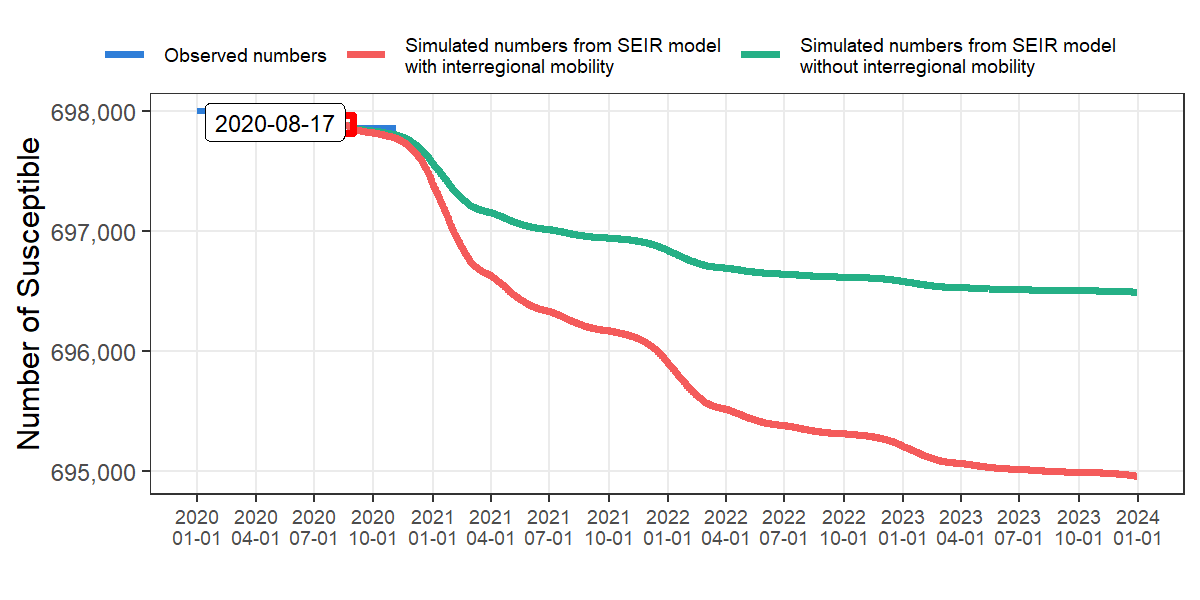 Observed numbers
Simulated numbers from SEIR model
with interregional mobility
Simulated numbers from SEIR model
without interregional mobility
Number of Susceptible
698,000
697,000
696,000
695,000
2020-08-17
2020 2020 2020 2020 2021 2021 2021 2021 2022 2022 2022 2022 2023 2023 2023 2023 2024
01-01 04-01 07-01 10-01 01-01 04-01 07-01 10-01 01-01 04-01 07-01 10-01 01-01 04-01 07-01 10-01 01-01